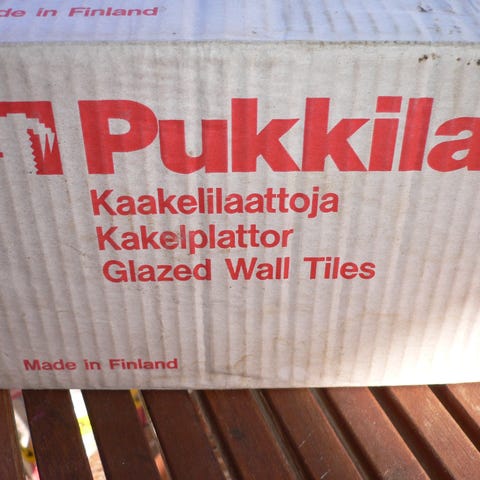 de in Finland
Pukkila
Kaakelilaattoja
Kakelplattor
Glazed Wall Tiles
Made in Finland